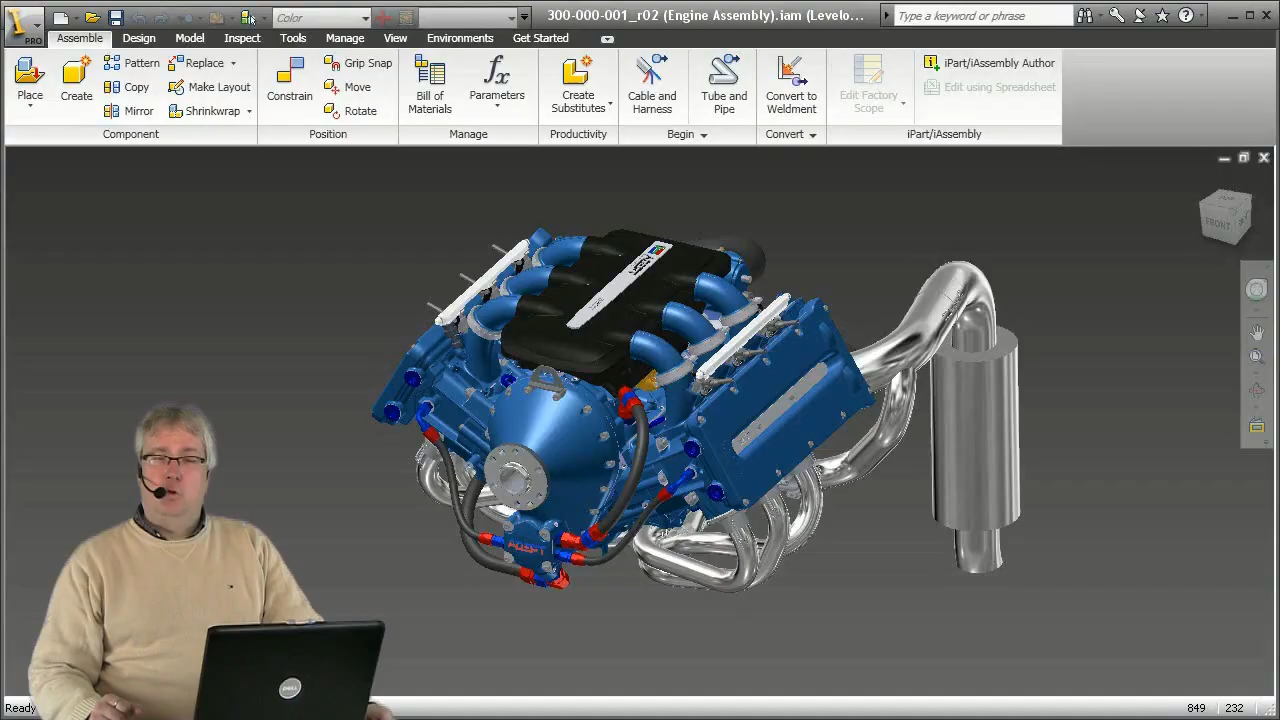 PRO
Color
300-000-001_r02 (Engine Assembly).iam (Levelo...
Type a keyword or phrase
Assemble Design Model Inspect Tools Manage View Environments Get Started
Place
Create
Pattern
Copy
Mirror
Replace
Make Layout
Shrinkwrap
Component
Constrain
Grip Snap
Move
Rotate
Position
Bill of
Materials
fx
Parameters
Manage
Create
Substitutes
Productivity
Cable and
Harness
Tube and
Pipe
Begin
Convert to
Weldment
Convert
Edit Factory
Scope
iPart/iAssembly Author
Edit using Spreadsheet
iPart/iAssembly
TOP
FRONT
DELL
Ready
849 232